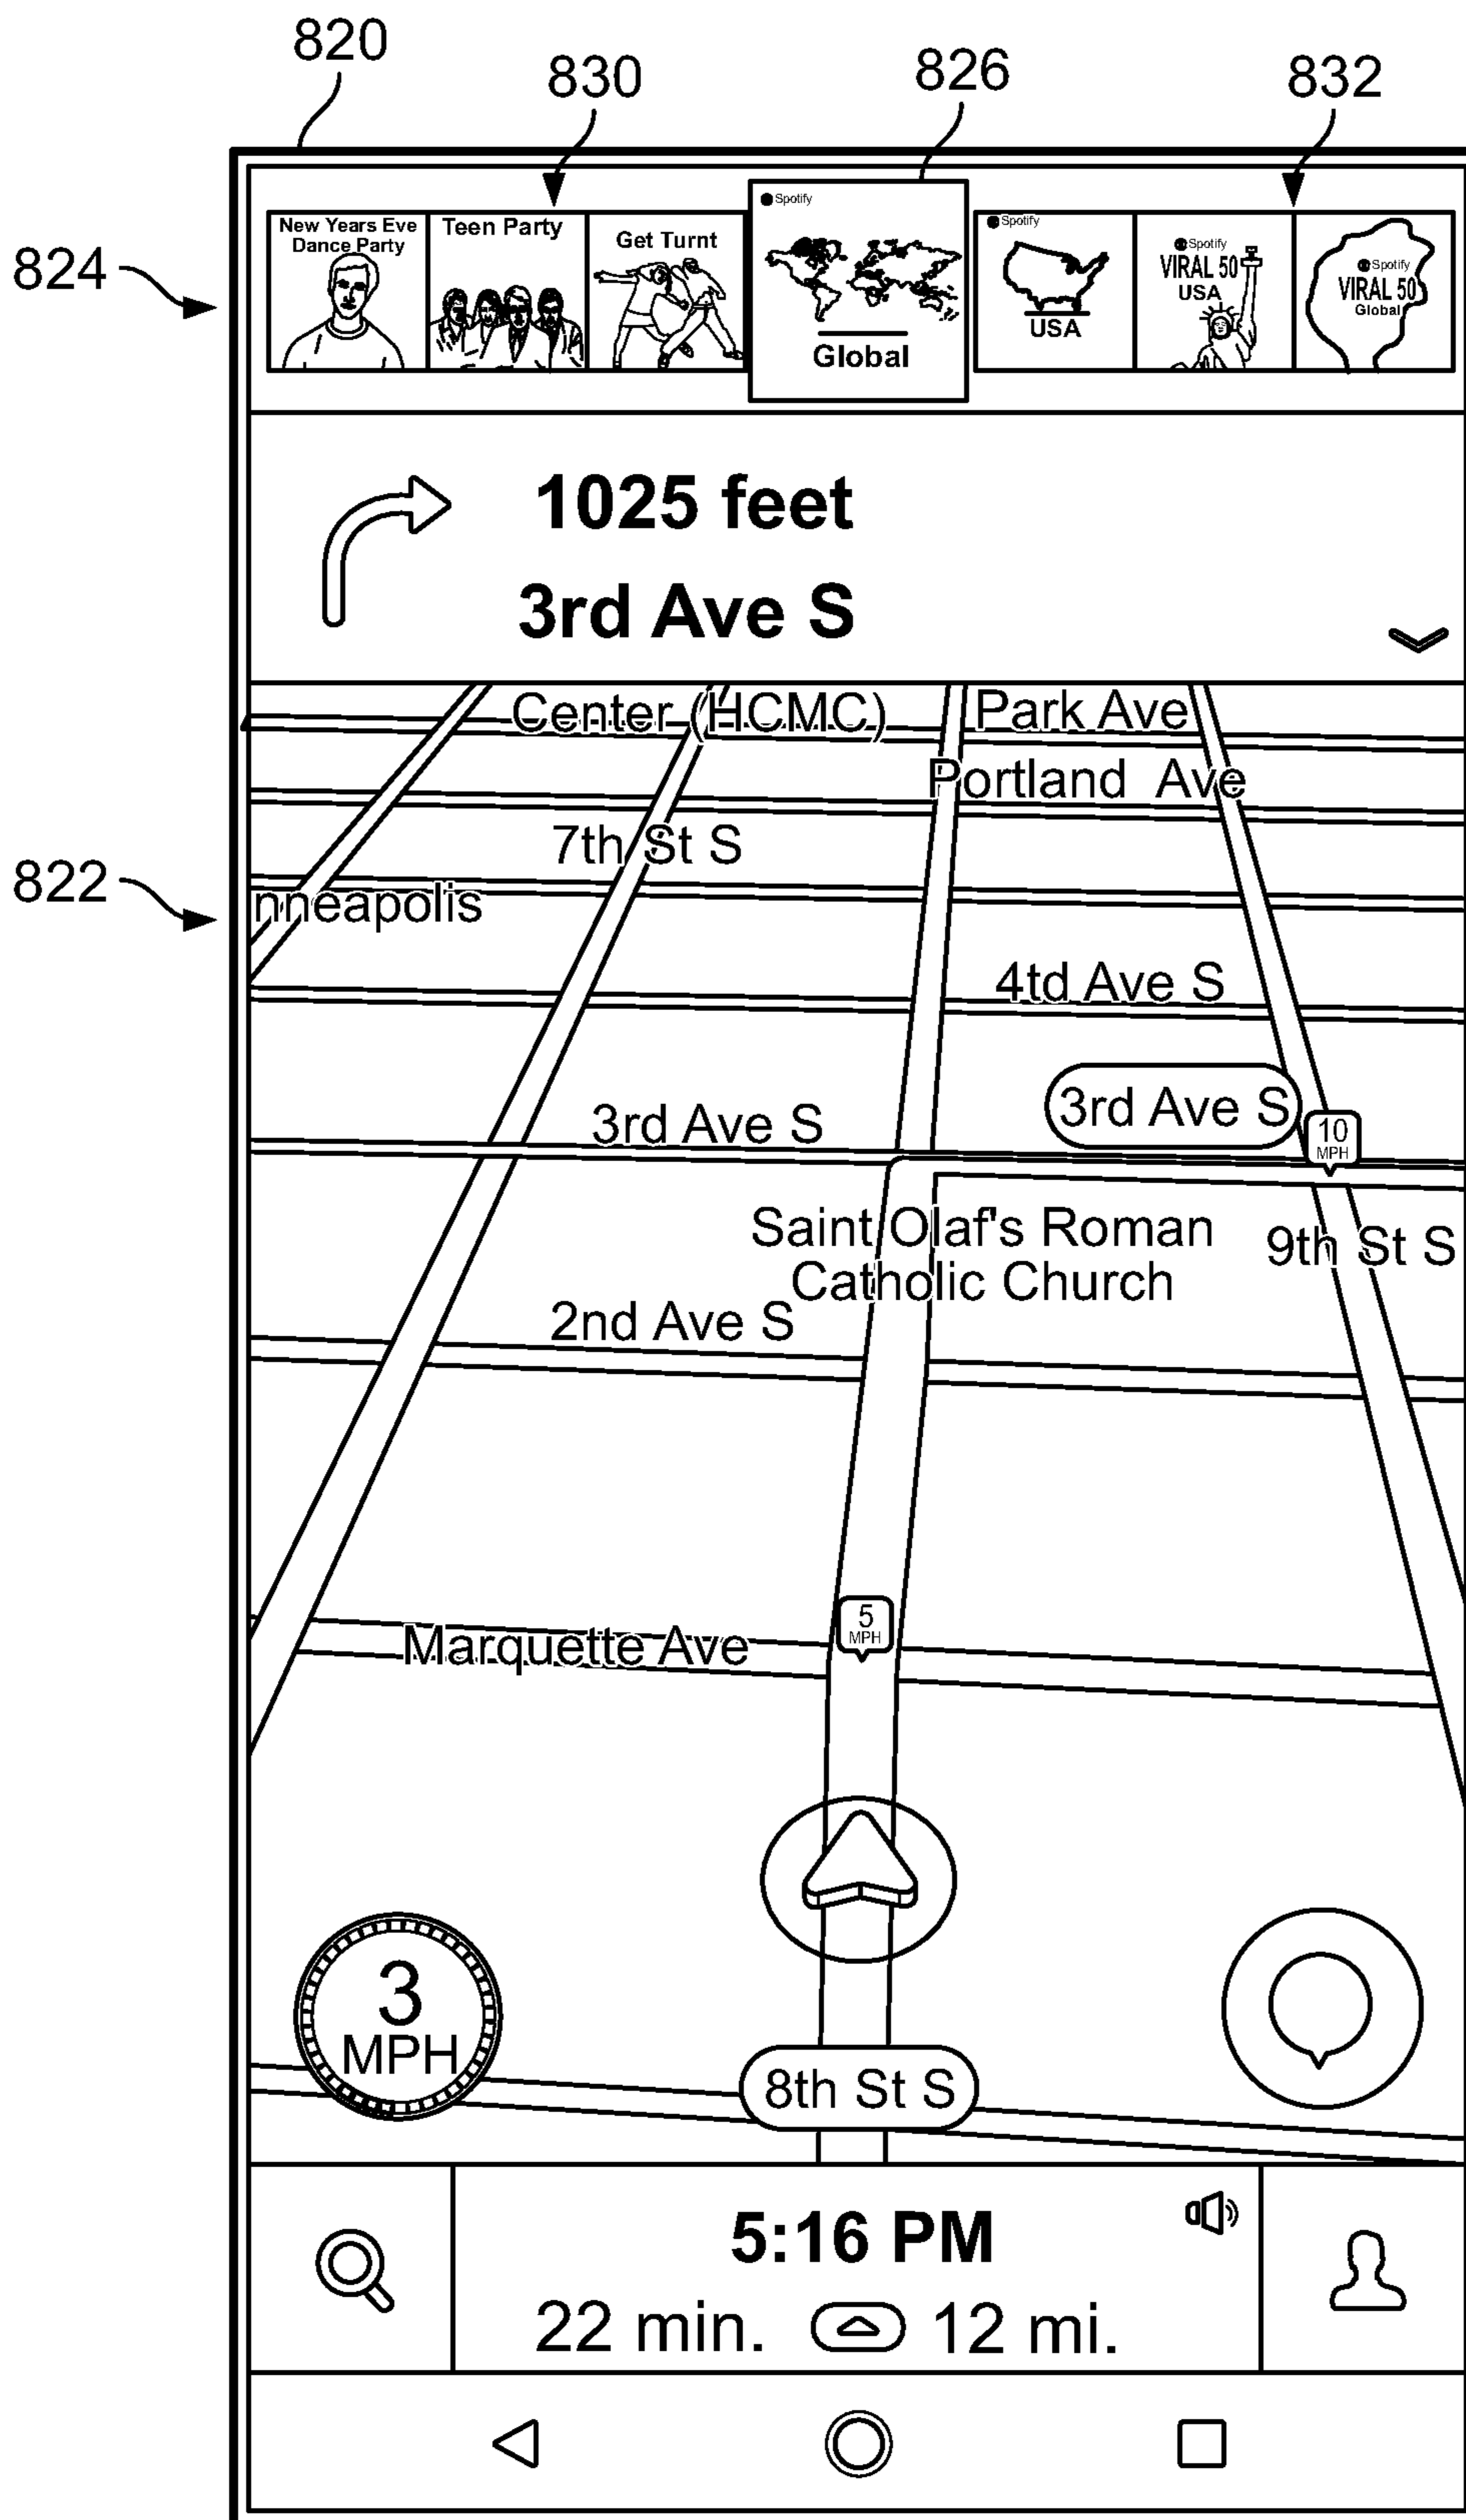 820
830
826
832
824
New Years Eve
Dance Party
Teen Party
Get Turnt
Spotify
Global
Spotify
USA
Spotify
VIRAL 50
USA
Spotify
VIRAL 50
Global
1025 feet
3rd Ave S
Center (HCMC)
Park Ave
Portland Ave
7th St S
822
nneapolis
4td Ave S
3rd Ave S
3rd Ave S
10
MPH
Saint Olaf's Roman
Catholic Church
9th St S
2nd Ave S
5
MPH
Marquette Ave
3
MPH
8th St S
5:16 PM
22 min.
12 mi.